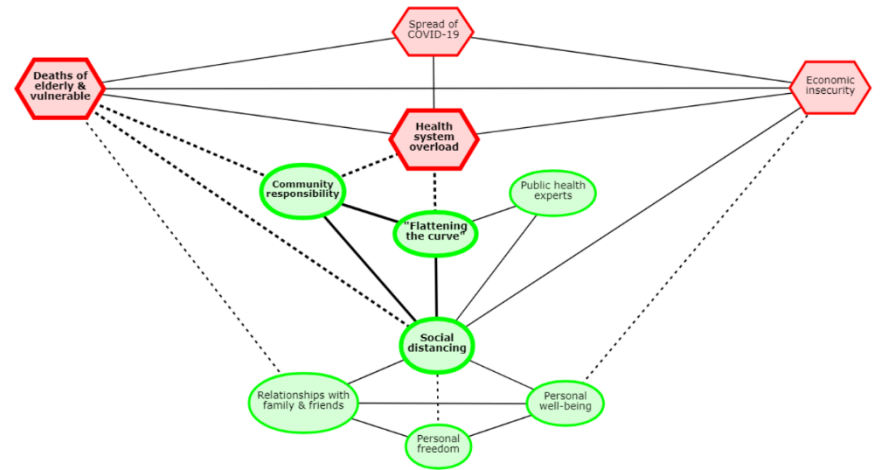 Spread of
COVID-19
Deaths of
elderly &
vulnerable
Economic
insecurity
Health
system
overload
Community
responsibility
Public health
experts
"Flattening
the curve"
Social
distancing
Relationships with
family & friends
Personal
well-being
Personal
freedom